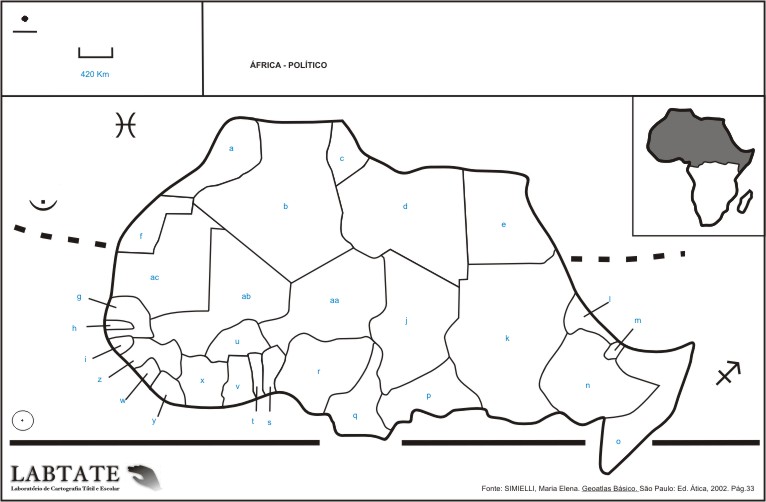 420 Km
ÁFRICA - POLÍTICO
a
c
b
d
e
f
ac
g
ab
aa
l
h
j
m
k
i
u
z
r
n
x
v
w
p
q
y
t
s
o
LABTATE
Laboratório de Cartografia Tátil e Escolar
Fonte: SIMIELLI, Maria Elena. Geoatlas Básico. São Paulo: Ed. Ática, 2002. Pág.33